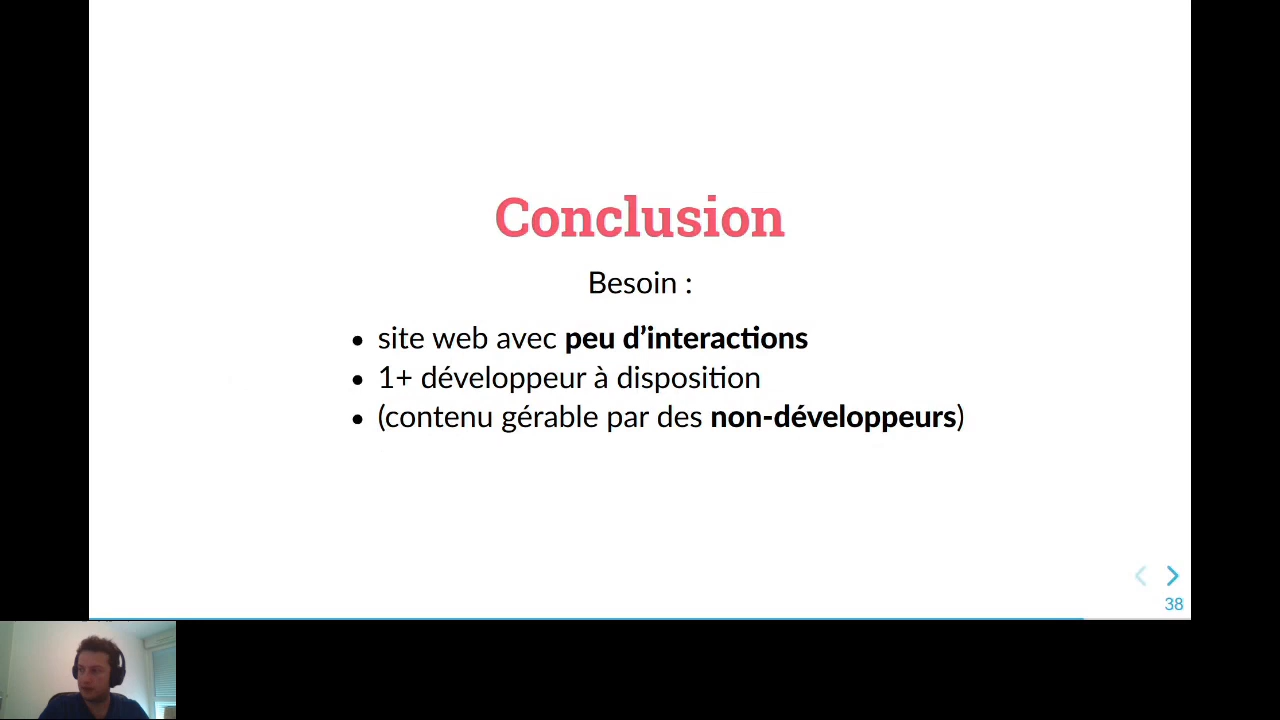 Conclusion
Besoin :
• site web avec peu d’interactions
• 1+ développeur à disposition
• (contenu gérable par des non-développeurs)
38